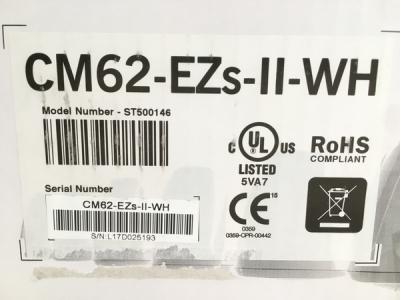 CM62-EZs-II-WH
Model Number - ST500146
C UL US
LISTED
5VA7
RoHS
COMPLIANT
Serial Number
CM62-EZs-II-WH
S/N:L17D025193
CE 15
0359
0359-CPR-00442